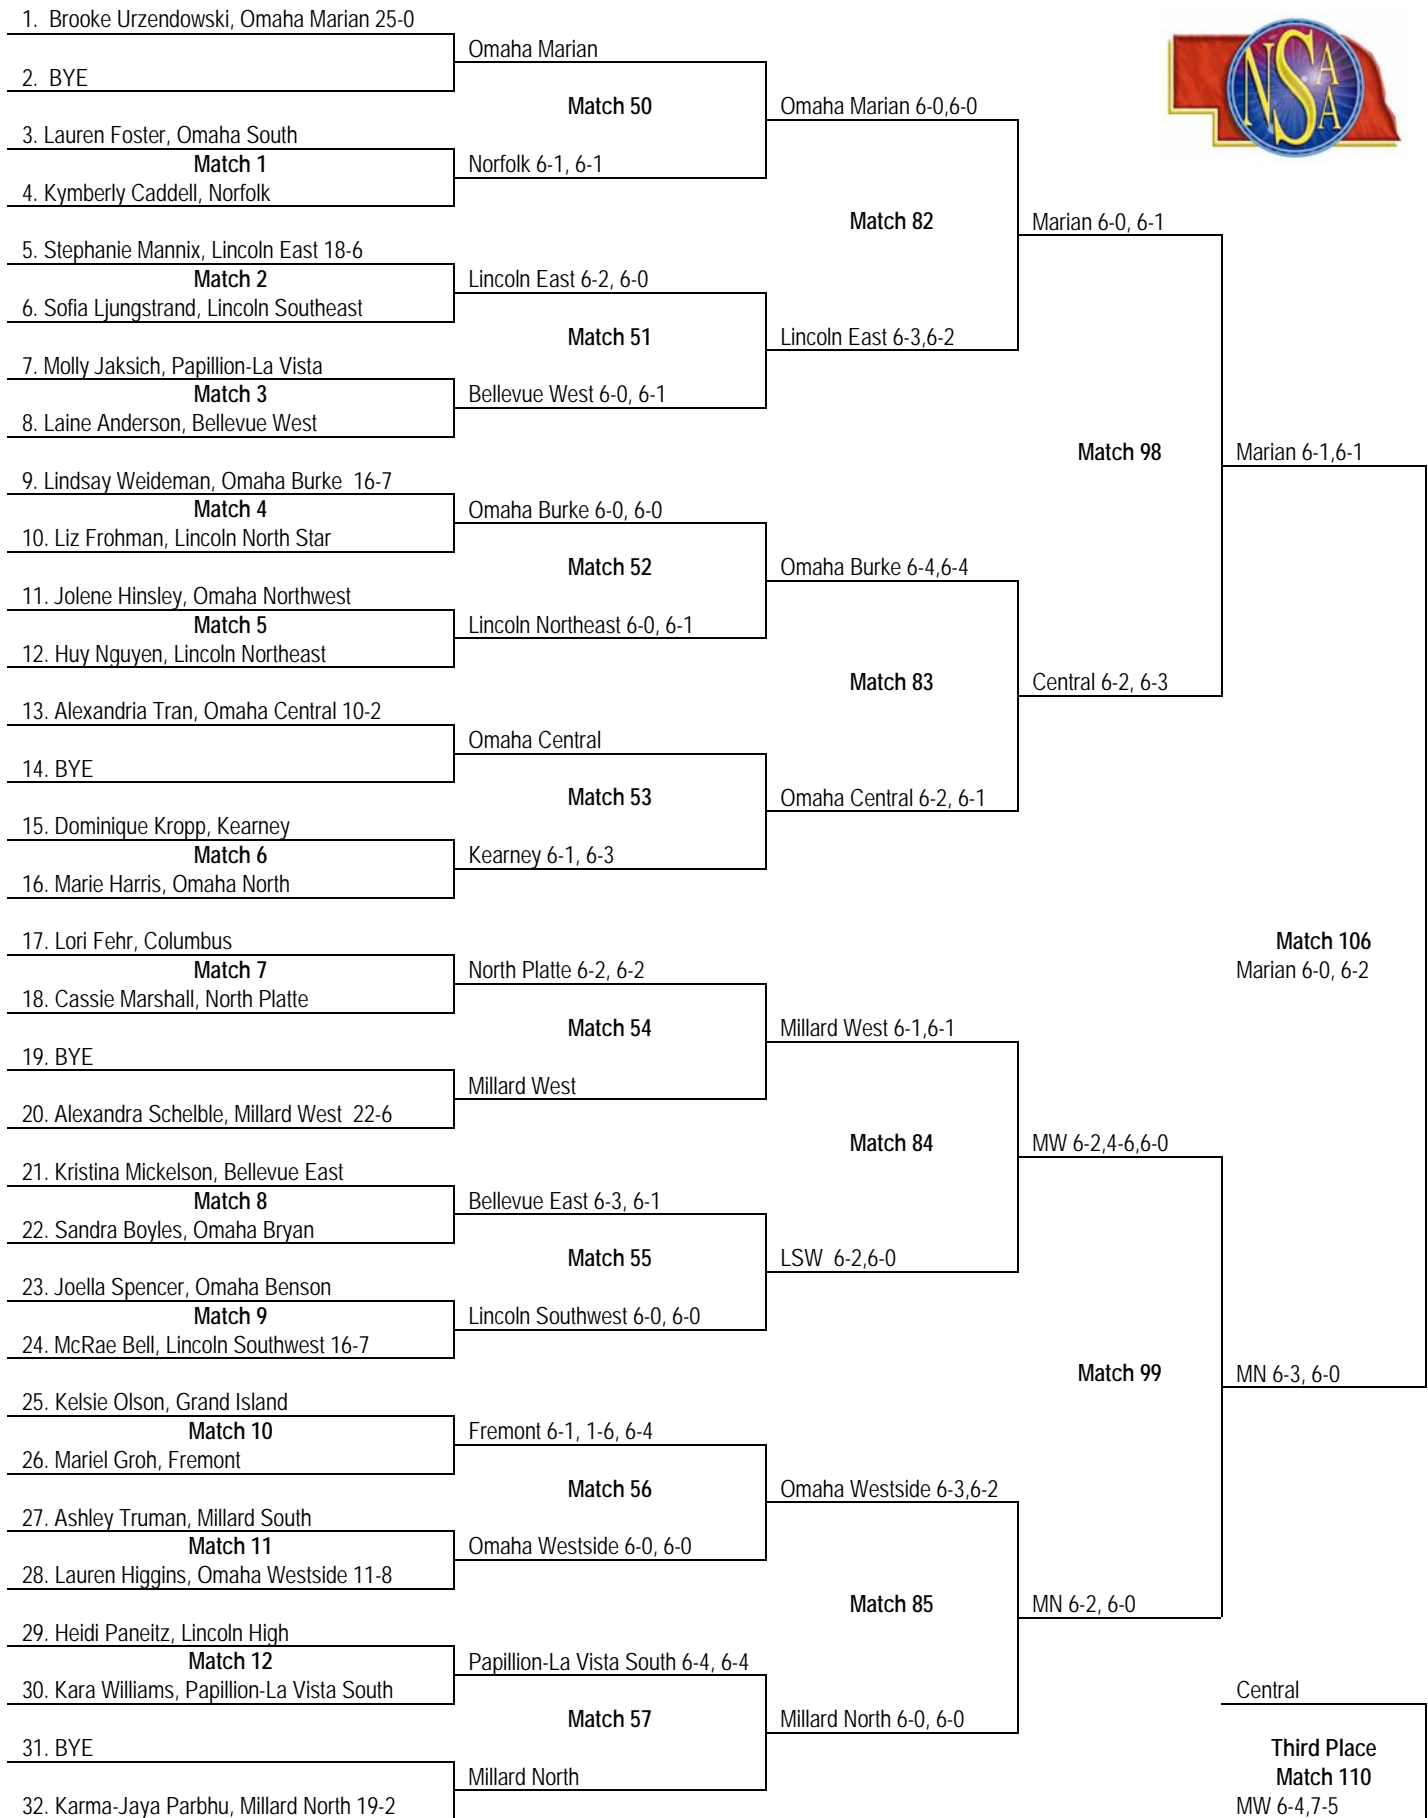 1. Brooke Urzendowski, Omaha Marian 25-0
Omaha Marian
2. BYE
Match 50
Omaha Marian 6-0,6-0
3. Lauren Foster, Omaha South
Match 1
Norfolk 6-1, 6-1
4. Kymberly Caddell, Norfolk
Match 82
Marian 6-0, 6-1
5. Stephanie Mannix, Lincoln East 18-6
Match 2
Lincoln East 6-2, 6-0
6. Sofia Ljungstrand, Lincoln Southeast
Match 51
Lincoln East 6-3,6-2
7. Molly Jaksich, Papillion-La Vista
Match 3
Bellevue West 6-0, 6-1
8. Laine Anderson, Bellevue West
Match 98
Marian 6-1,6-1
9. Lindsay Weideman, Omaha Burke 16-7
Match 4
Omaha Burke 6-0, 6-0
10. Liz Frohman, Lincoln North Star
Match 52
Omaha Burke 6-4,6-4
11. Jolene Hinsley, Omaha Northwest
Match 5
Lincoln Northeast 6-0, 6-1
12. Huy Nguyen, Lincoln Northeast
Match 83
Central 6-2, 6-3
13. Alexandria Tran, Omaha Central 10-2
Omaha Central
14. BYE
Match 53
Omaha Central 6-2, 6-1
15. Dominique Kropp, Kearney
Match 6
Kearney 6-1, 6-3
16. Marie Harris, Omaha North
17. Lori Fehr, Columbus
Match 106
Match 7
North Platte 6-2, 6-2
Marian 6-0, 6-2
18. Cassie Marshall, North Platte
Match 54
Millard West 6-1,6-1
19. BYE
Millard West
20. Alexandra Schelble, Millard West 22-6
Match 84
MW 6-2,4-6,6-0
21. Kristina Mickelson, Bellevue East
Match 8
Bellevue East 6-3, 6-1
22. Sandra Boyles, Omaha Bryan
Match 55
LSW 6-2,6-0
23. Joella Spencer, Omaha Benson
Match 9
Lincoln Southwest 6-0, 6-0
24. McRae Bell, Lincoln Southwest 16-7
Match 99
MN 6-3, 6-0
25. Kelsie Olson, Grand Island
Match 10
Fremont 6-1, 1-6, 6-4
26. Mariel Groh, Fremont
Match 56
Omaha Westside 6-3,6-2
27. Ashley Truman, Millard South
Match 11
Omaha Westside 6-0, 6-0
28. Lauren Higgins, Omaha Westside 11-8
Match 85
MN 6-2, 6-0
29. Heidi Paneitz, Lincoln High
Match 12
Papillion-La Vista South 6-4, 6-4
30. Kara Williams, Papillion-La Vista South
Central
Match 57
Millard North 6-0, 6-0
31. BYE
Third Place
Millard North
Match 110
32. Karma-Jaya Parbhu, Millard North 19-2
MW 6-4,7-5
NSAA